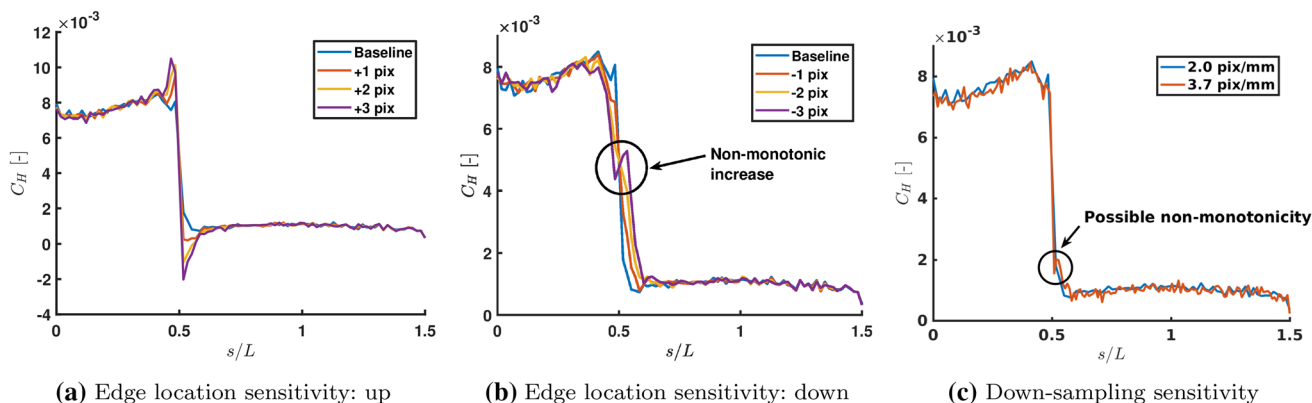 ×10⁻³
12
10
8
6
4
2
0
-2
-4
C_H [-]
0
0.5
1
1.5
s/L
Baseline
+1 pix
+2 pix
+3 pix
(a) Edge location sensitivity: up
×10⁻³
8
6
4
2
0
C_H [-]
0
0.5
1
1.5
s/L
Baseline
-1 pix
-2 pix
-3 pix
Non-monotonic
increase
(b) Edge location sensitivity: down
×10⁻³
8
6
4
2
0
C_H [-]
0
0.5
1
1.5
s/L
2.0 pix/mm
3.7 pix/mm
Possible non-monotonicity
(c) Down-sampling sensitivity